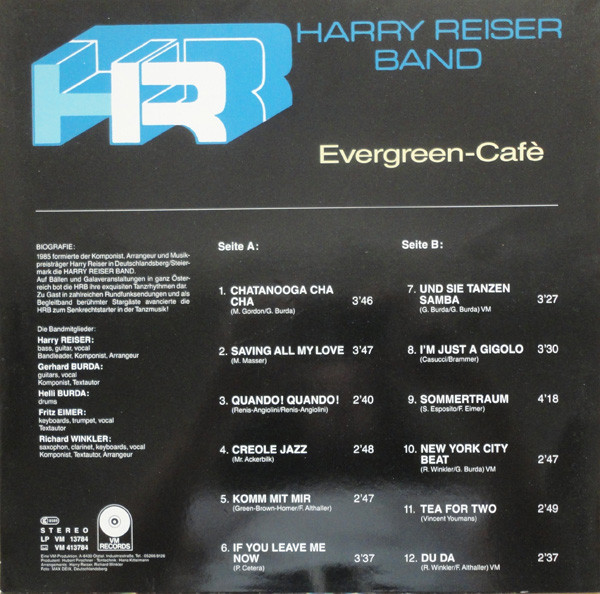 HRB
HARRY REISER
BAND
Evergreen-Cafè
BIOGRAFIE:
1985 formierte der Komponist, Arrangeur und Musik-
preisträger Harry Reiser in Deutschlandsberg/Steier-
mark die HARRY REISER BAND.
Auf Bällen und Galaveranstaltungen in ganz Öster-
reich bot die HRB ihre exquisiten Tanzrhythmen dar.
Zu Gast in zahlreichen Rundfunksendungen und als
Begleitband berühmter Stargäste avancierte die
HRB zum Senkrechtstarter in der Tanzmusik!
Die Bandmitglieder:
Harry REISER:
bass, guitar, vocal
Bandleader, Komponist, Arrangeur
Gerhard BURDA:
guitars, vocal
Komponist, Textautor
Helli BURDA:
drums
Fritz EIMER:
keyboards, trumpet, vocal
Textautor
Richard WINKLER:
saxophon, clarinet, keyboards, vocal
Komponist, Textautor, Arrangeur
STEREO
LP VM 13784
VM 413784
VM
RECORDS
Seite A:
1. CHATANOOGA CHA
CHA 3'46
(M. Gordon/G. Burda)
2. SAVING ALL MY LOVE 3'47
(M. Masser)
3. QUANDO! QUANDO! 2'40
(Renis-Angiolini/Renis-Angiolini)
4. CREOLE JAZZ 2'48
(Mr. Ackerbilk)
5. KOMM MIT MIR 2'47
(Green-Brown-Homer/F. Althaller)
6. IF YOU LEAVE ME
NOW 3'37
(P. Cetera)
Seite B:
7. UND SIE TANZEN
SAMBA 3'27
(G. Burda/G. Burda) VM
8. I'M JUST A GIGOLO 3'30
(Casucci/Brammer)
9. SOMMERTRAUM 4'18
(S. Esposito/F. Eimer)
10. NEW YORK CITY
BEAT 2'47
(R. Winkler/G. Burda) VM
11. TEA FOR TWO 2'49
(Vincent Youmans)
12. DU DA 2'37
(R. Winkler/F. Althaller) VM